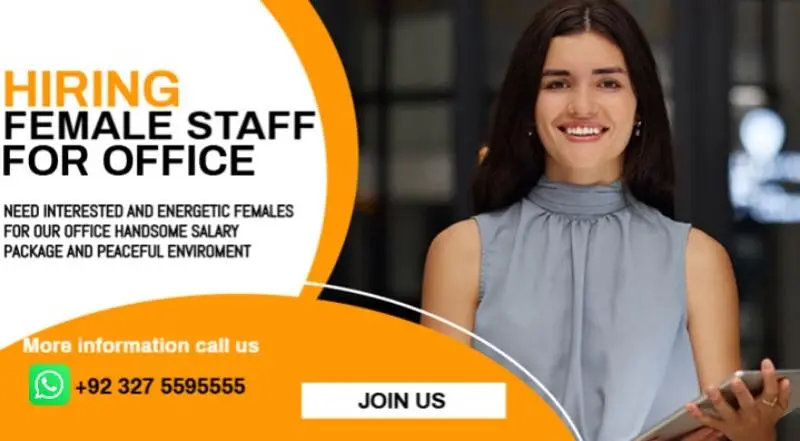 HIRING
FEMALE STAFF
FOR OFFICE
NEED INTERESTED AND ENERGETIC FEMALES
FOR OUR OFFICE HANDSOME SALARY
PACKAGE AND PEACEFUL ENVIROMENT
More information call us
+92 327 5595555
JOIN US